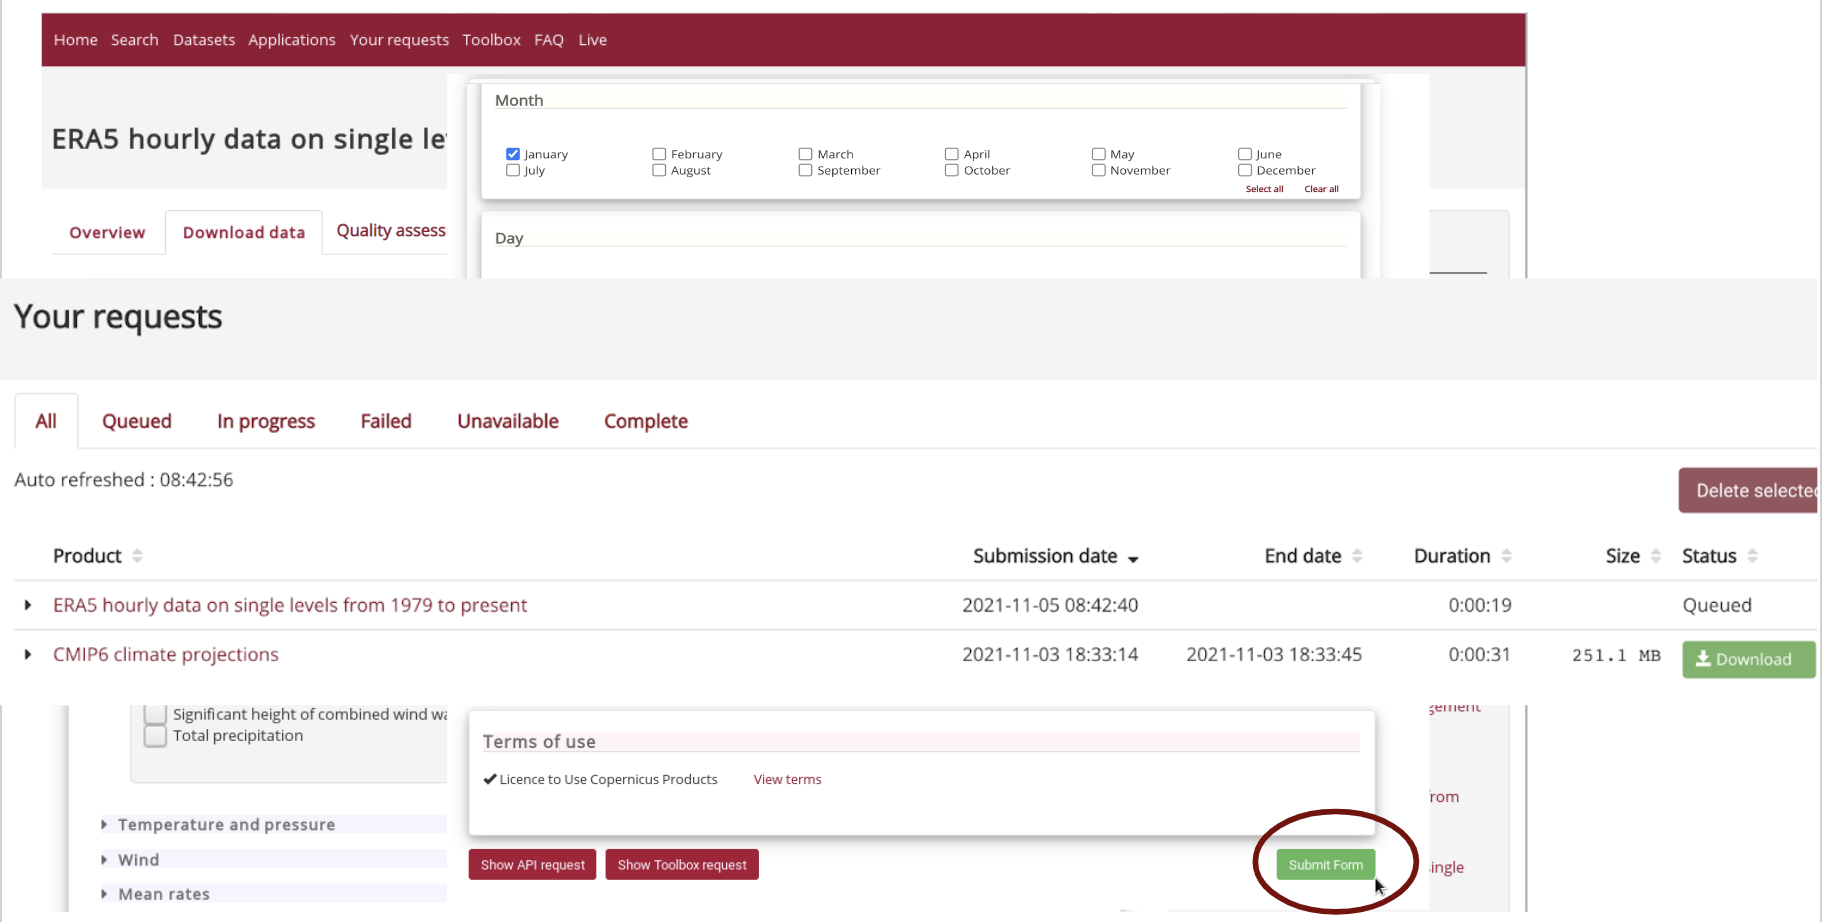 Home Search Datasets Applications Your requests Toolbox FAQ Live
ERA5 hourly data on single le
Overview Download data Quality assess
Month
January February March April May June
July August September October November December
Select all Clear all
Day
Your requests
All Queued In progress Failed Unavailable Complete
Auto refreshed : 08:42:56
Delete selected
Product Submission date End date Duration Size Status
ERA5 hourly data on single levels from 1979 to present 2021-11-05 08:42:40 0:00:19 Queued
CMIP6 climate projections 2021-11-03 18:33:14 2021-11-03 18:33:45 0:00:31 251.1 MB Download
Significant height of combined wind wa
Total precipitation
Temperature and pressure
Wind
Mean rates
Terms of use
Licence to Use Copernicus Products View terms
Show API request Show Toolbox request Submit Form
gement
from
single